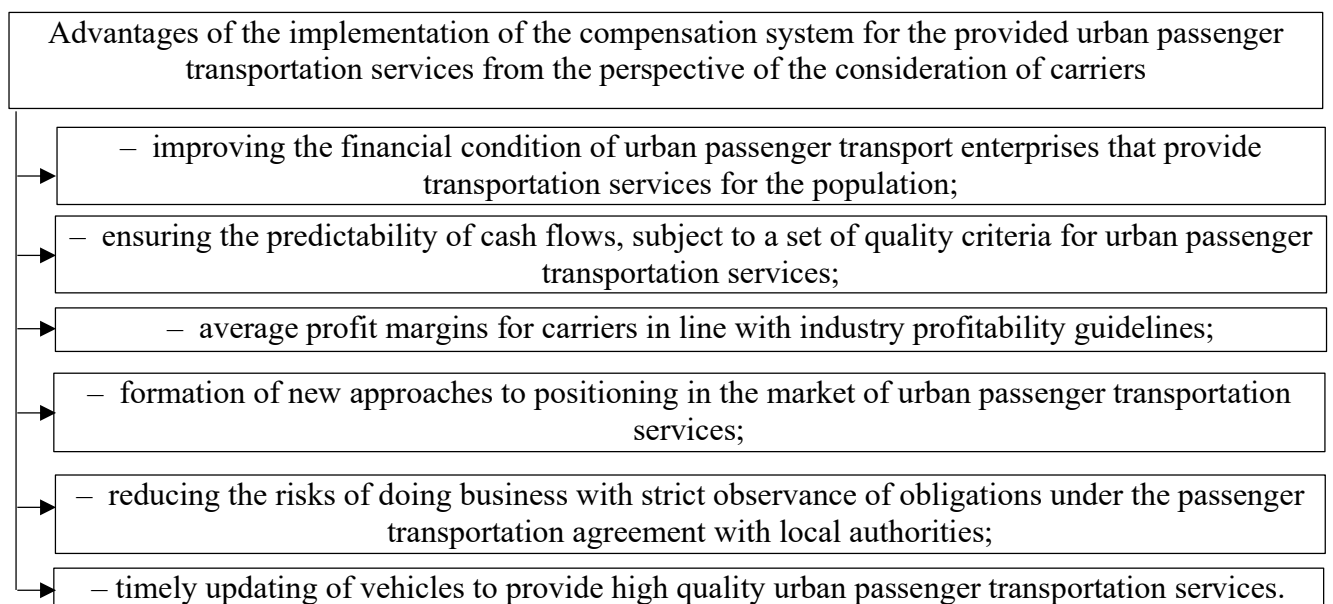 Advantages of the implementation of the compensation system for the provided urban passenger
transportation services from the perspective of the consideration of carriers
– improving the financial condition of urban passenger transport enterprises that provide
transportation services for the population;
– ensuring the predictability of cash flows, subject to a set of quality criteria for urban passenger
transportation services;
– average profit margins for carriers in line with industry profitability guidelines;
– formation of new approaches to positioning in the market of urban passenger transportation
services;
– reducing the risks of doing business with strict observance of obligations under the passenger
transportation agreement with local authorities;
– timely updating of vehicles to provide high quality urban passenger transportation services.